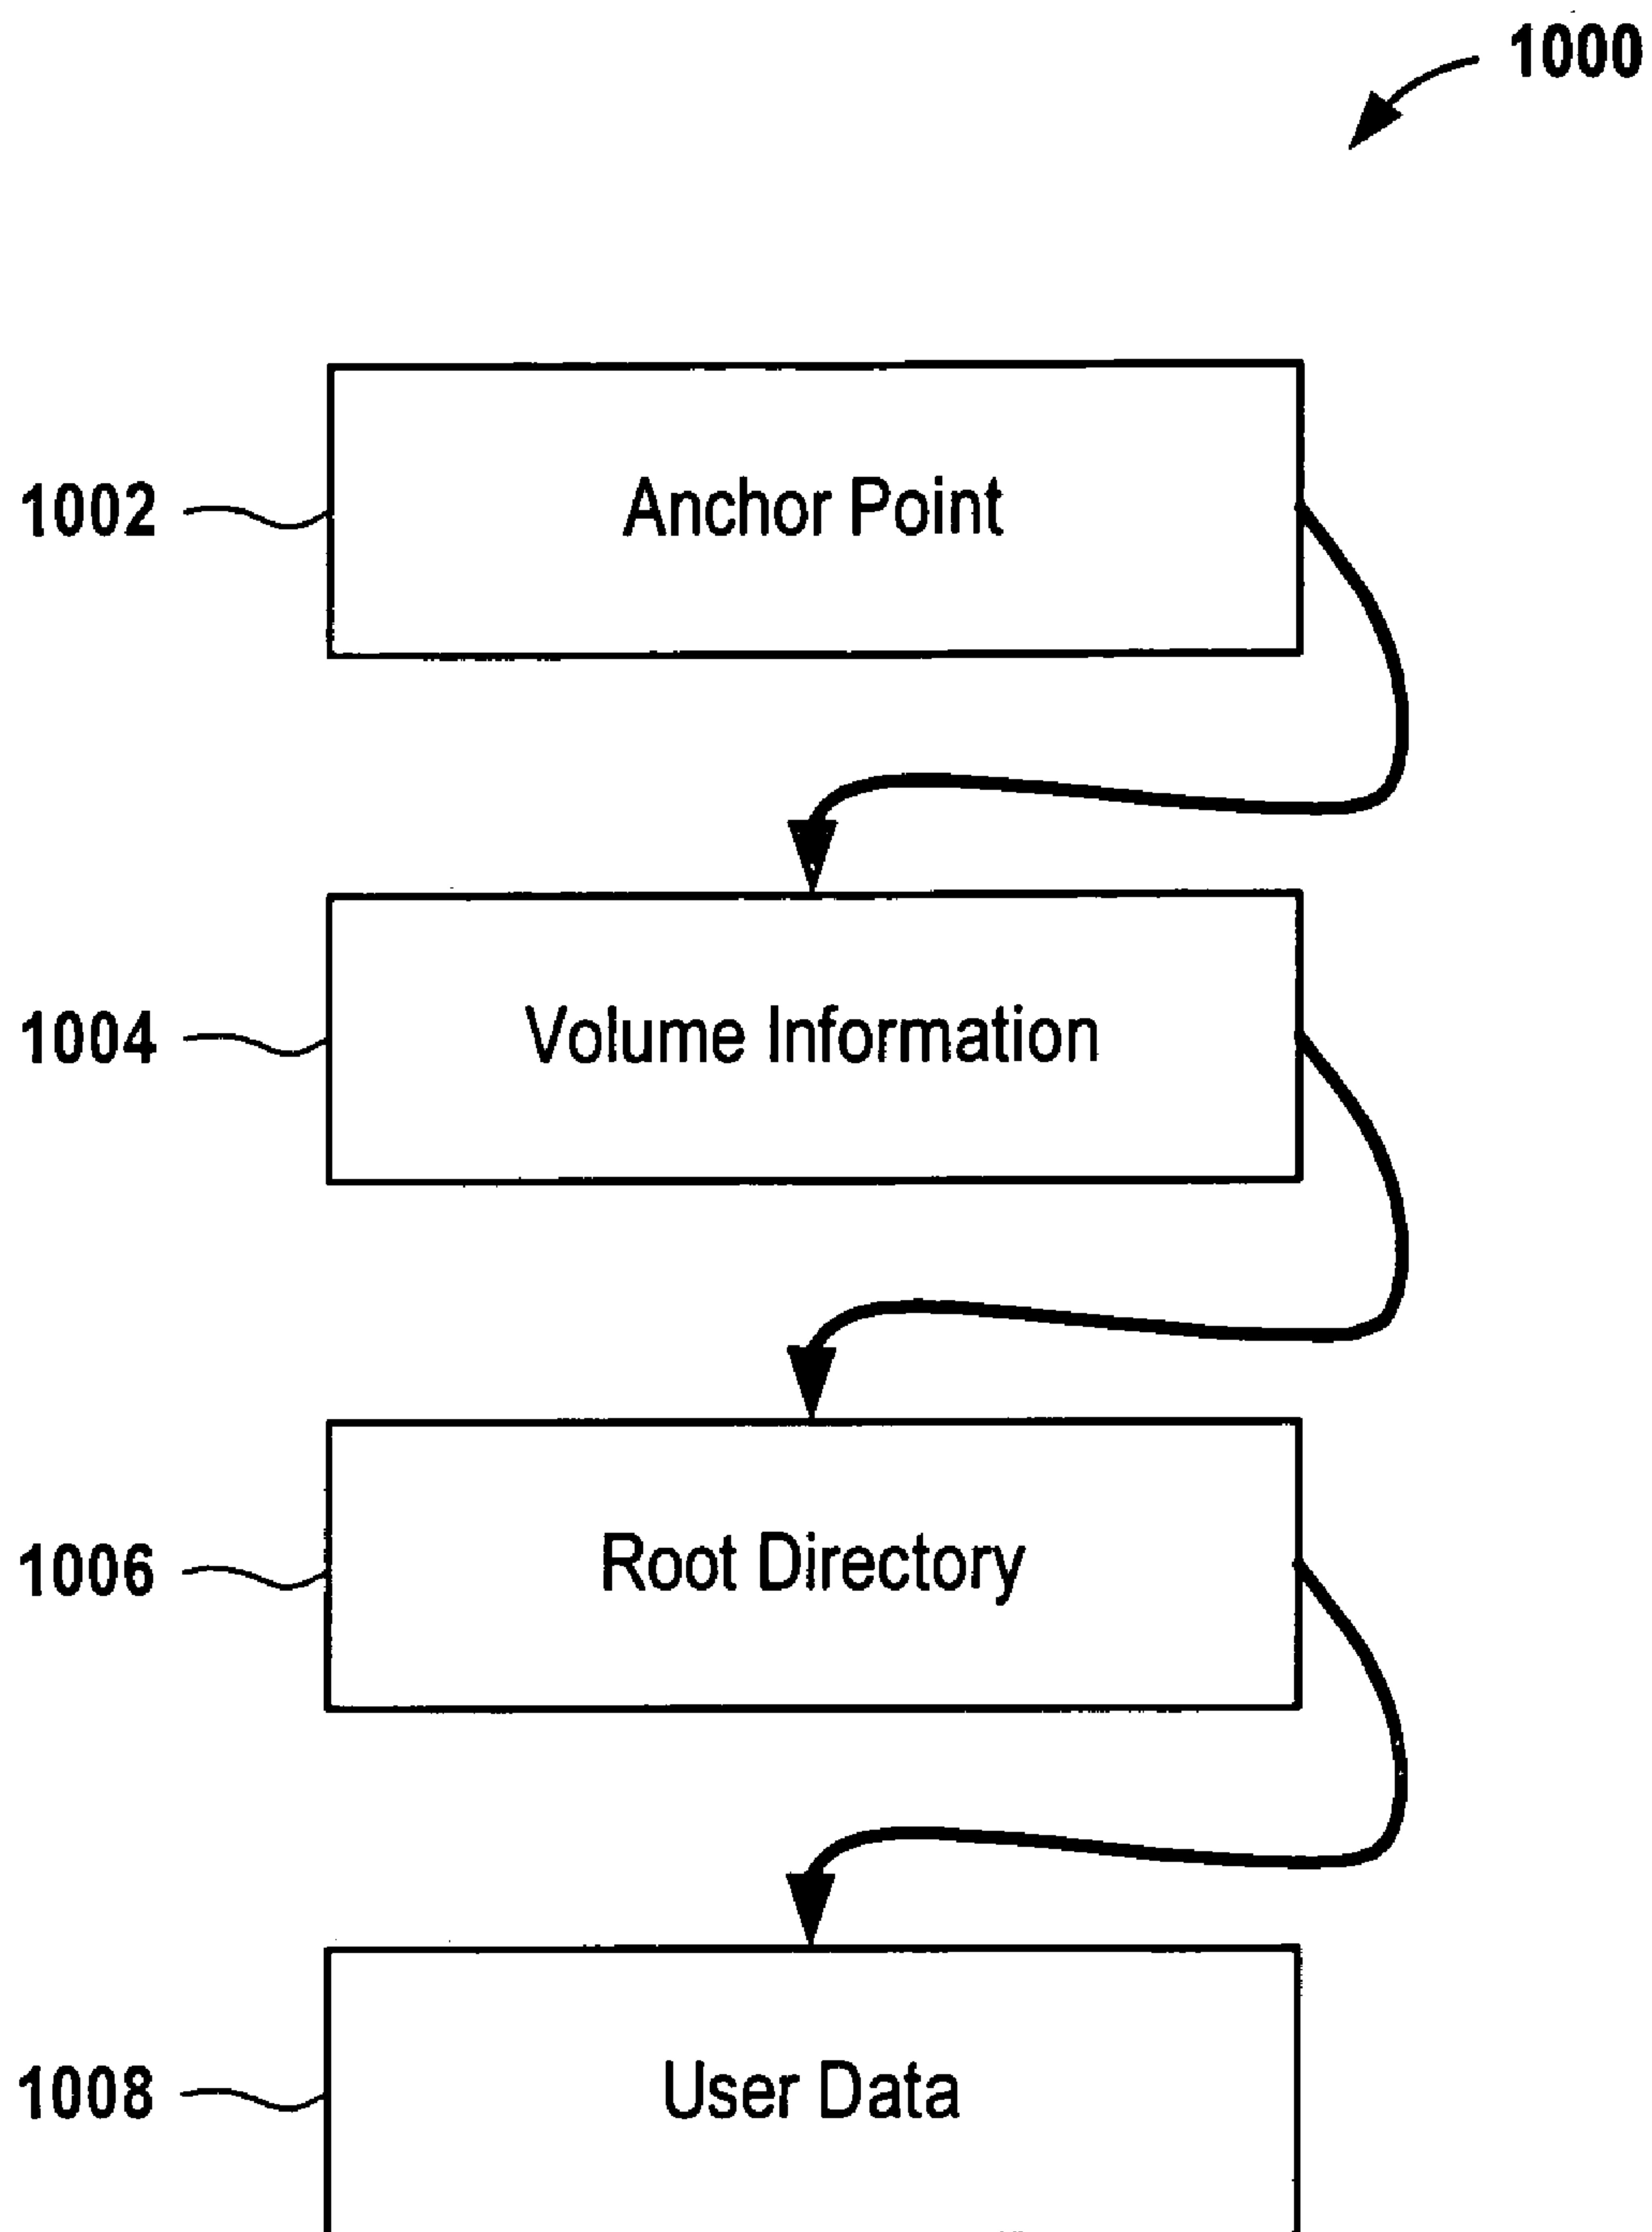 1000
1002 Anchor Point
1004 Volume Information
1006 Root Directory
1008 User Data